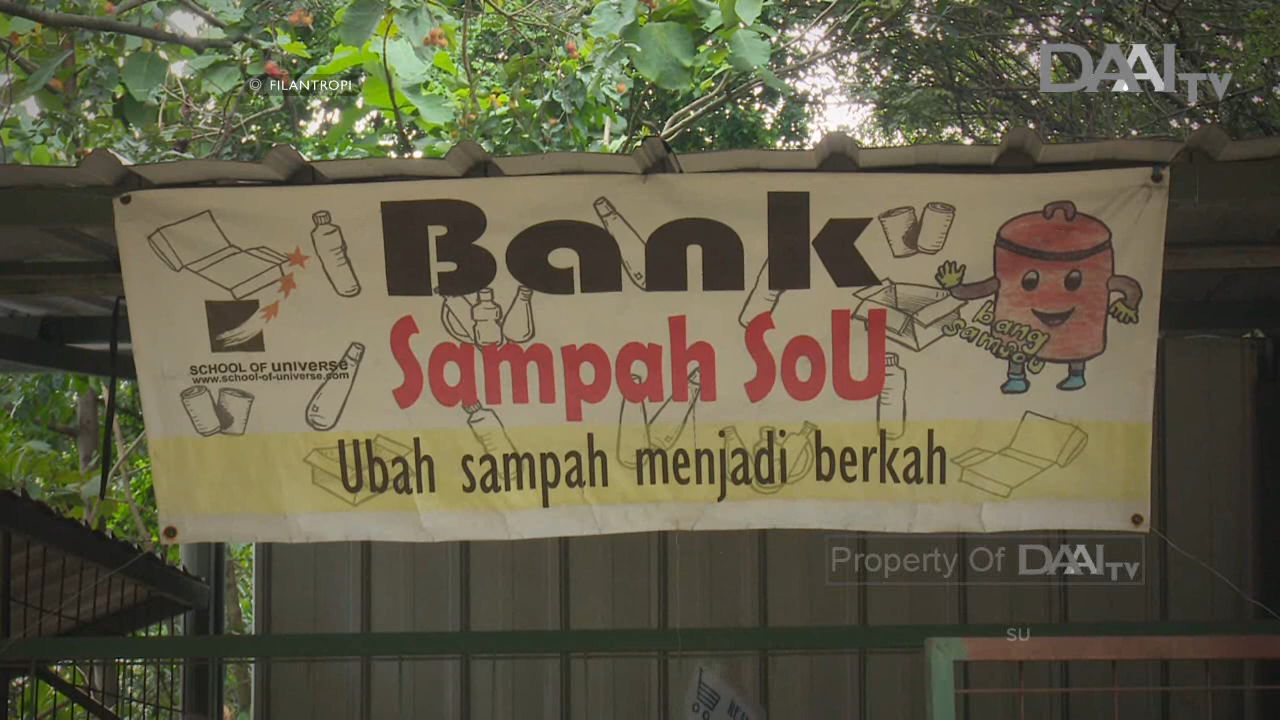 © FILANTROPI
DAAI TV
Bank
Sampah SoU
Ubah sampah menjadi berkah
SCHOOL OF UNIVERSE
www.school-of-universe.com
bang
Property Of DAAI TV
SU